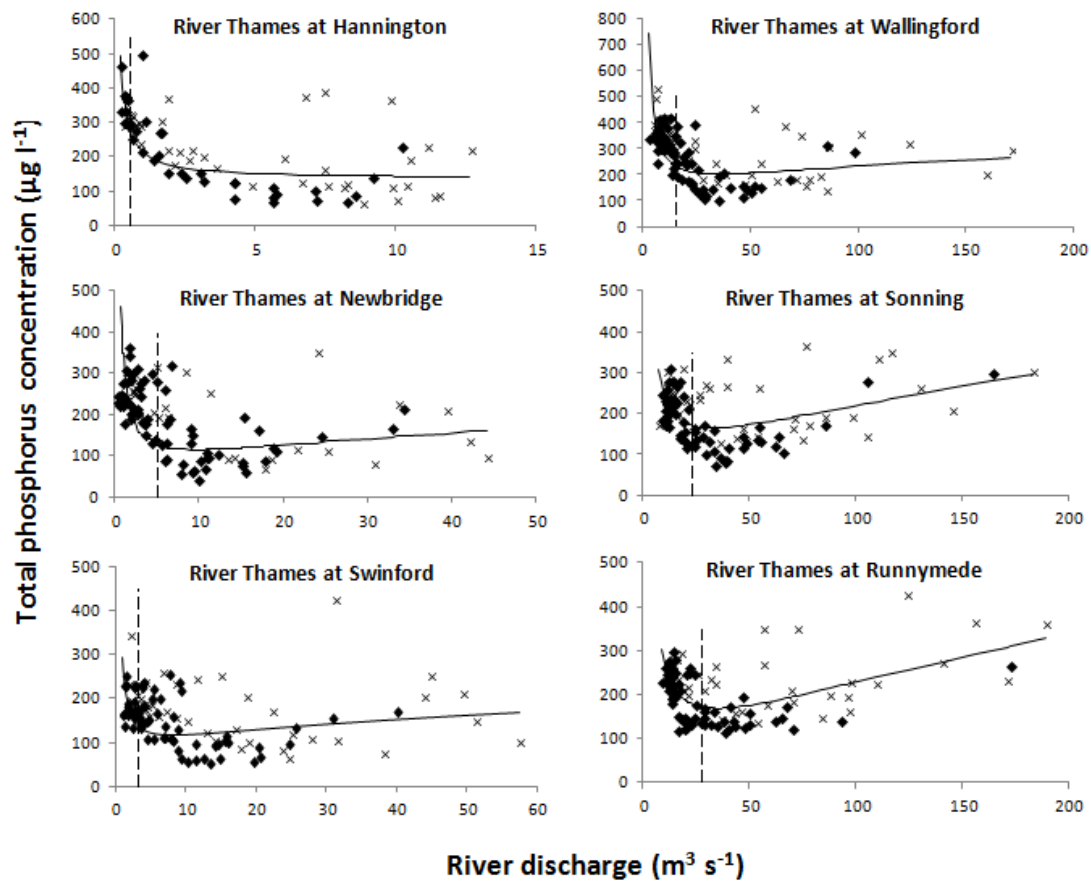 Total phosphorus concentration (µg l⁻¹)
River Thames at Hannington
600
500
400
300
200
100
0
0 5 10 15
River Thames at Wallingford
800
700
600
500
400
300
200
100
0
0 50 100 150 200
River Thames at Newbridge
500
400
300
200
100
0
0 10 20 30 40 50
River Thames at Sonning
500
400
300
200
100
0
0 50 100 150 200
River Thames at Swinford
500
400
300
200
100
0
0 10 20 30 40 50 60
River Thames at Runnymede
500
400
300
200
100
0
0 50 100 150 200
River discharge (m³ s⁻¹)